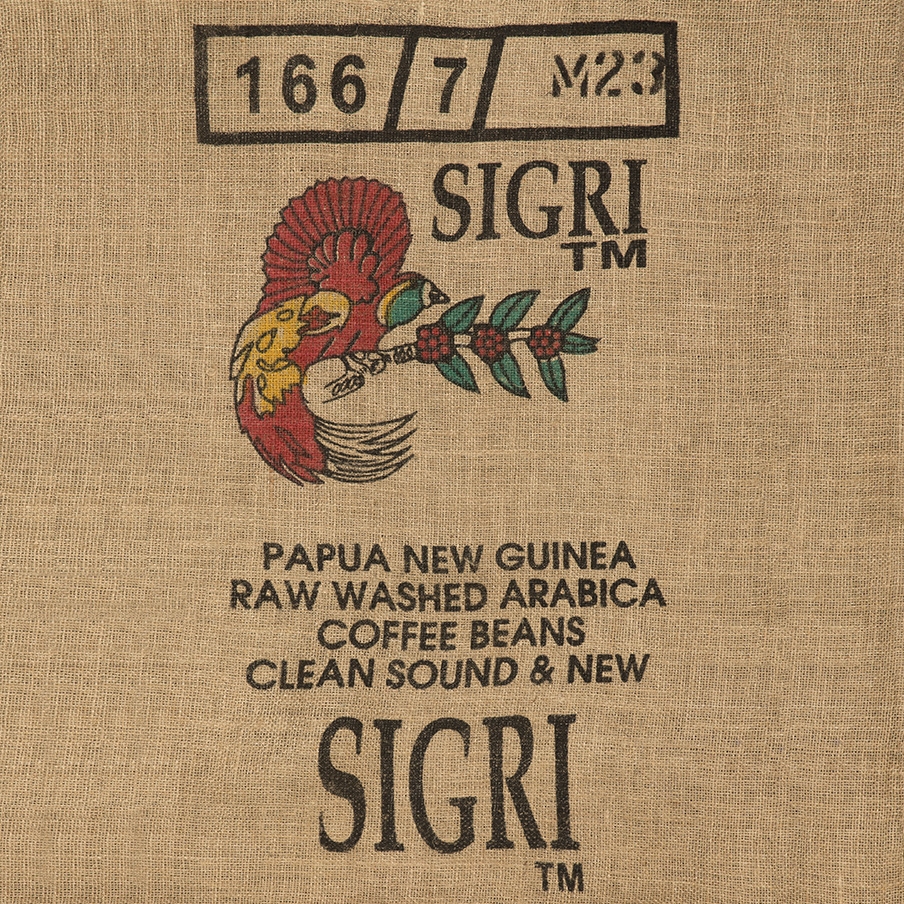 166 / 7 / M23
SIGRI
TM
PAPUA NEW GUINEA
RAW WASHED ARABICA
COFFEE BEANS
CLEAN SOUND & NEW
SIGRI
TM